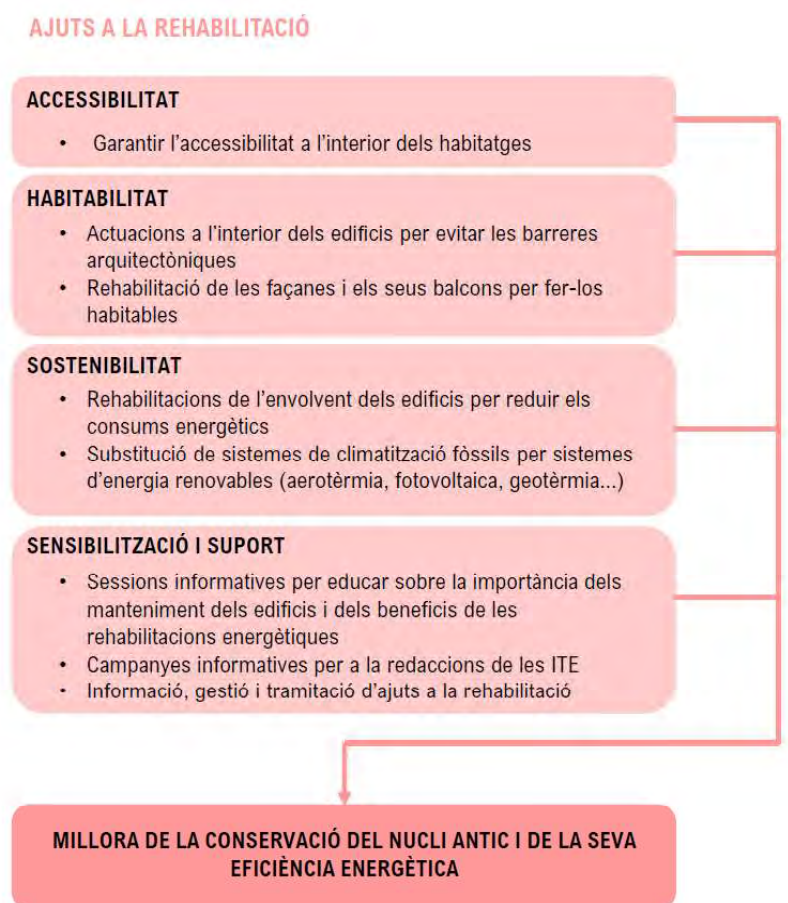 AJUTS A LA REHABILITACIÓ
ACCESSIBILITAT
• Garantir l'accessibilitat a l'interior dels habitatges
HABITABILITAT
• Actuacions a l'interior dels edificis per evitar les barreres
arquitectòniques
• Rehabilitació de les façanes i els seus balcons per fer-los
habitables
SOSTENIBILITAT
• Rehabilitacions de l'envolvent dels edificis per reduir els
consums energètics
• Substitució de sistemes de climatització fòssils per sistemes
d'energia renovables (aerotèrmia, fotovoltaica, geotèrmia...)
SENSIBILITZACIÓ I SUPORT
• Sessions informatives per educar sobre la importància dels
manteniment dels edificis i dels beneficis de les
rehabilitacions energètiques
• Campanyes informatives per a la redaccions de les ITE
• Informació, gestió i tramitació d'ajuts a la rehabilitació
MILLORA DE LA CONSERVACIÓ DEL NUCLI ANTIC I DE LA SEVA
EFICIÈNCIA ENERGÈTICA